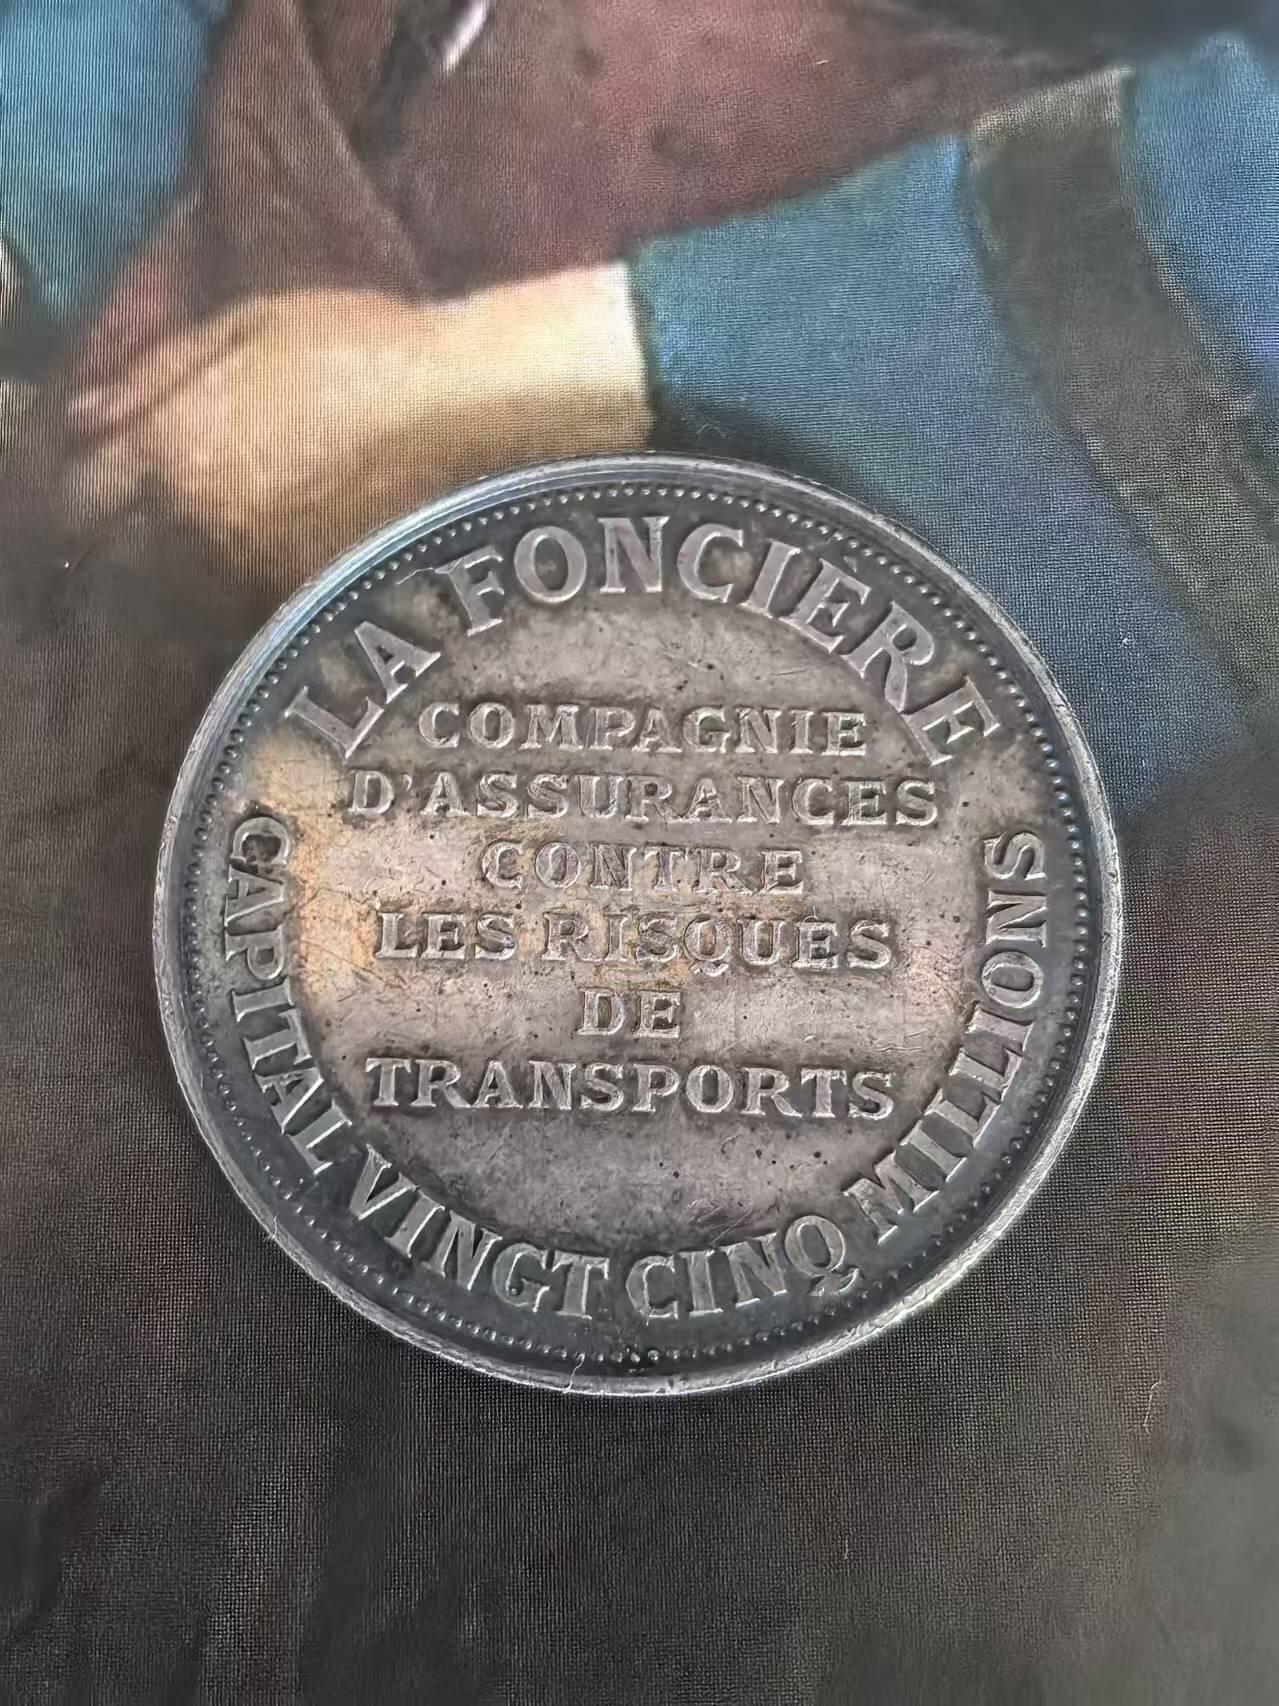 LA FONCIÈRE
COMPAGNIE
D'ASSURANCES
CONTRE
LES RISQUES
DE
TRANSPORTS
CAPITAL VINGT CINQ MILLIONS